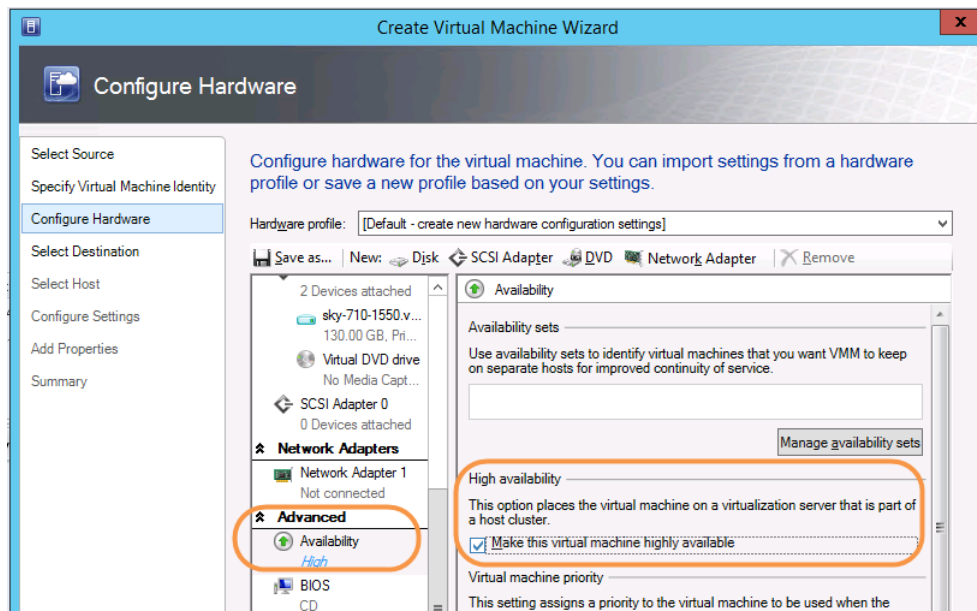 Create Virtual Machine Wizard
x
Configure Hardware
Select Source
Specify Virtual Machine Identity
Configure Hardware
Select Destination
Select Host
Configure Settings
Add Properties
Summary
Configure hardware for the virtual machine. You can import settings from a hardware
profile or save a new profile based on your settings.
Hardware profile: [Default - create new hardware configuration settings]
Save as... New: Disk SCSI Adapter DVD Network Adapter Remove
2 Devices attached
sky-710-1550.v...
130.00 GB, Pri...
Virtual DVD drive
No Media Capt...
SCSI Adapter 0
0 Devices attached
Network Adapters
Network Adapter 1
Not connected
Advanced
Availability
High
BIOS
CD
Availability
Availability sets
Use availability sets to identify virtual machines that you want VMM to keep
on separate hosts for improved continuity of service.
Manage availability sets
High availability
This option places the virtual machine on a virtualization server that is part of
a host cluster.
Make this virtual machine highly available
Virtual machine priority
This setting assigns a priority to the virtual machine to be used when the